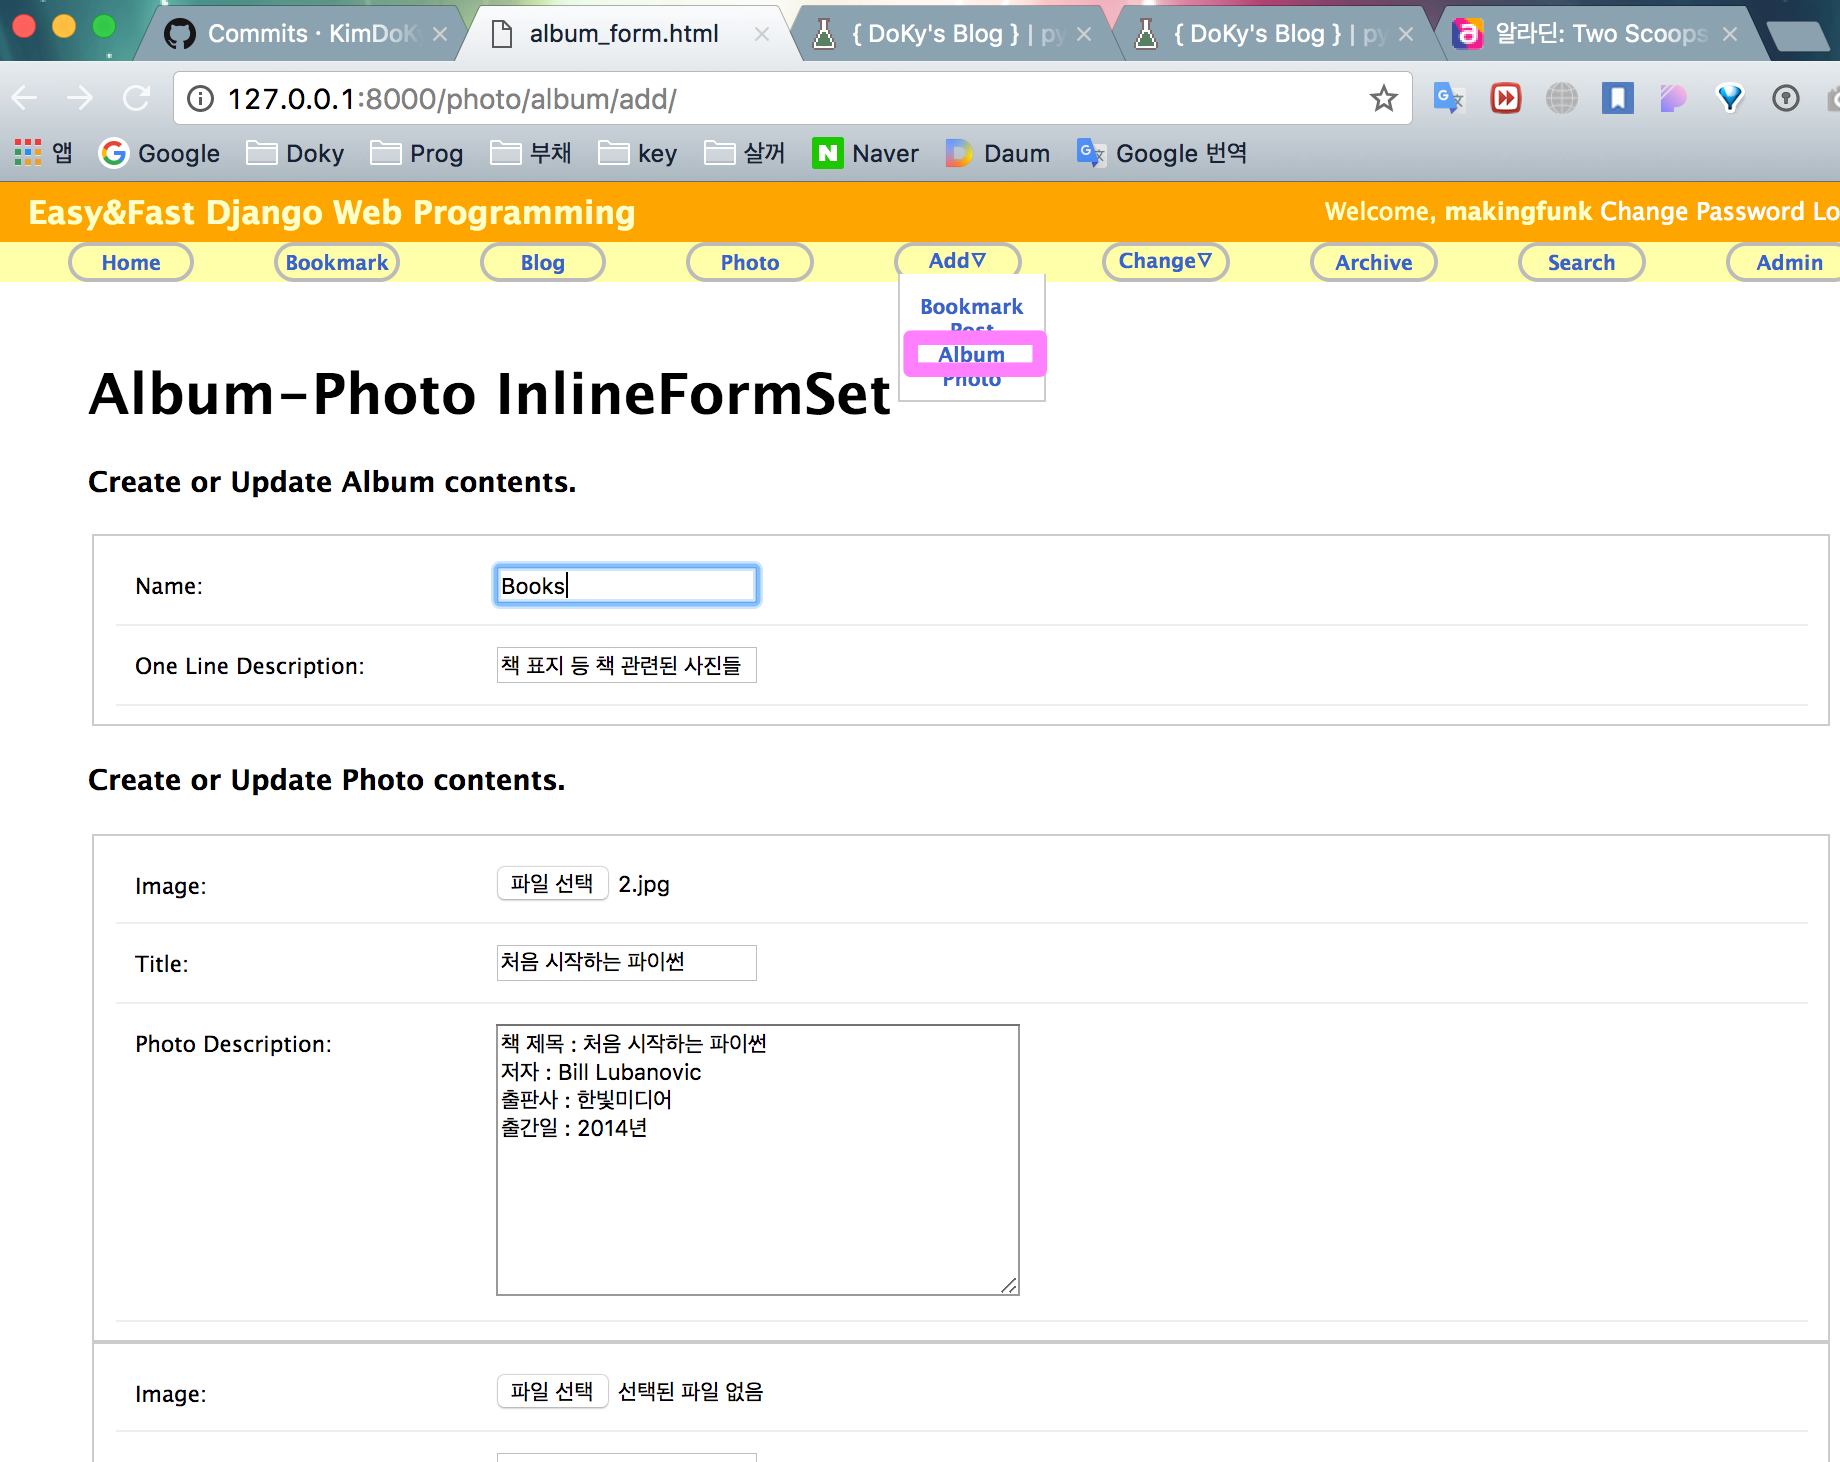 Commits · KimDoK
album_form.html
{ DoKy's Blog } | py
{ DoKy's Blog } | py
알라딘: Two Scoops
127.0.0.1:8000/photo/album/add/
앱
Google
Doky
Prog
부채
key
살꺼
Naver
Daum
Google 번역
Easy&Fast Django Web Programming
Welcome, makingfunk Change Password Lo
Home
Bookmark
Blog
Photo
Add▽
Change▽
Archive
Search
Admin
Bookmark
Post
Album
Photo
Album-Photo InlineFormSet
Create or Update Album contents.
Name:
Books
One Line Description:
책 표지 등 책 관련된 사진들
Create or Update Photo contents.
Image:
파일 선택 2.jpg
Title:
처음 시작하는 파이썬
Photo Description:
책 제목 : 처음 시작하는 파이썬
저자 : Bill Lubanovic
출판사 : 한빛미디어
출간일 : 2014년
Image:
파일 선택 선택된 파일 없음